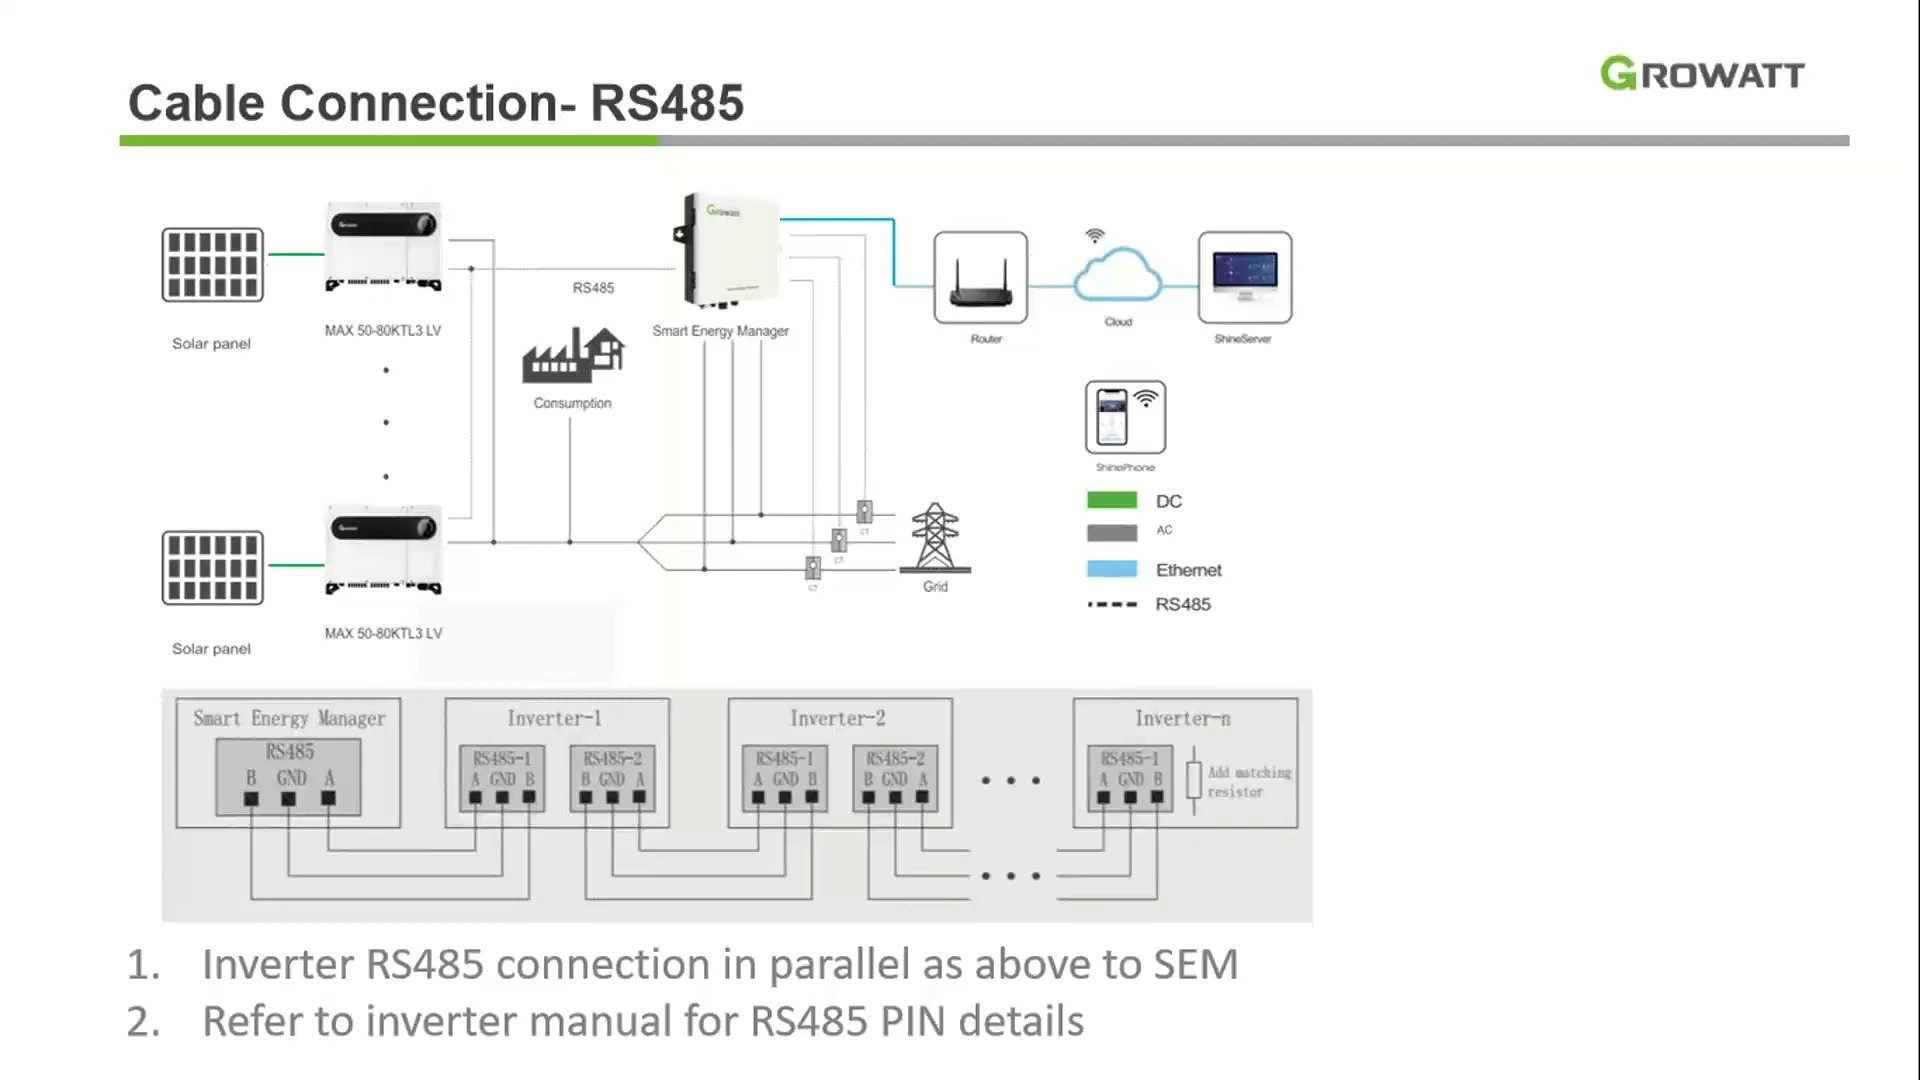 GROWATT
Cable Connection- RS485
Growatt
RS485
Solar panel
MAX 50-80KTL3 LV
Smart Energy Manager
Router
Cloud
ShineServer
Consumption
ShinePhone
DC
AC
Ethernet
RS485
CT
CT
CT
Grid
Solar panel
MAX 50-80KTL3 LV
Smart Energy Manager
RS485
B GND A
Inverter-1
RS485-1
A GND B
RS485-2
B GND A
Inverter-2
RS485-1
A GND B
RS485-2
B GND A
Inverter-n
RS485-1
A GND B
Add matching
resistor
1. Inverter RS485 connection in parallel as above to SEM
2. Refer to inverter manual for RS485 PIN details